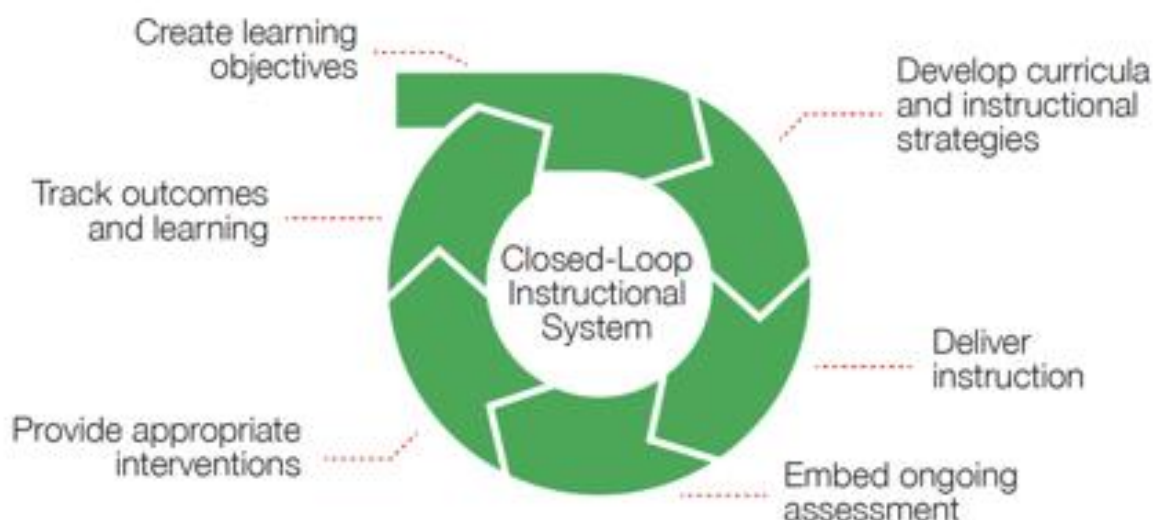 Create learning
objectives
Develop curricula
and instructional
strategies
Track outcomes
and learning
Closed-Loop
Instructional
System
Deliver
instruction
Provide appropriate
interventions
Embed ongoing
assessment